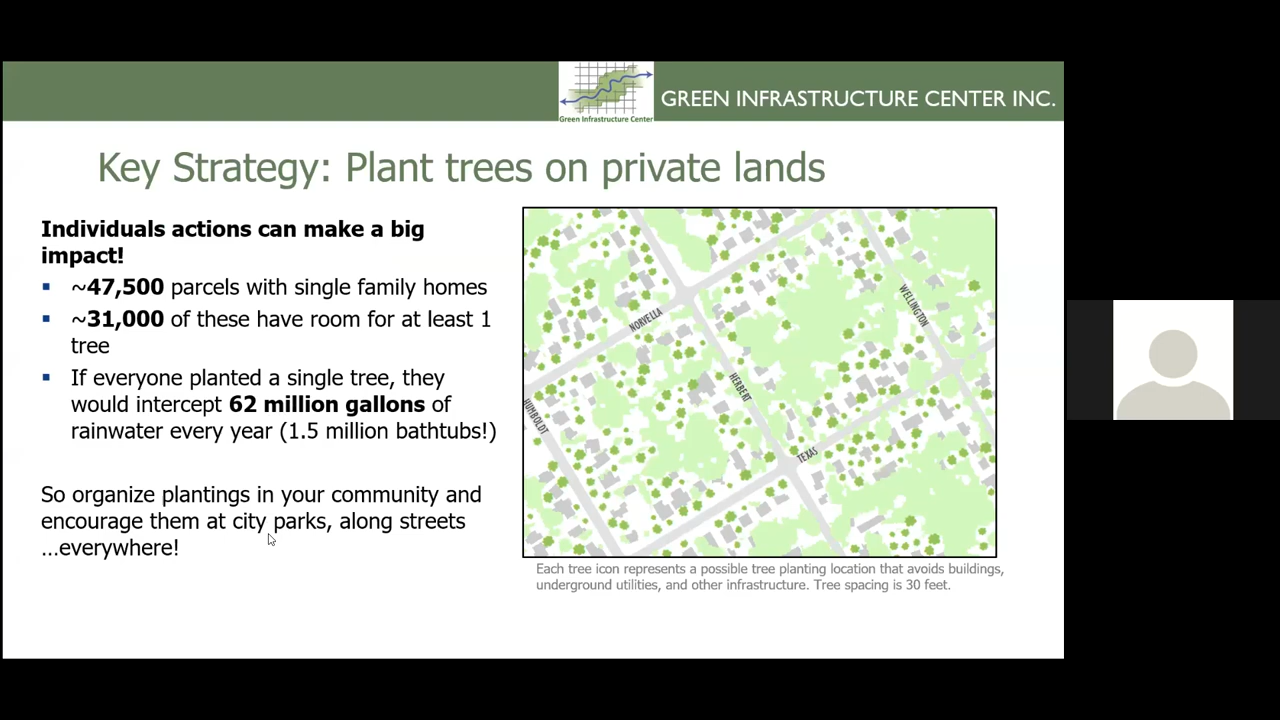 Green Infrastructure Center
GREEN INFRASTRUCTURE CENTER INC.
Key Strategy: Plant trees on private lands
Individuals actions can make a big
impact!
▪ ~47,500 parcels with single family homes
▪ ~31,000 of these have room for at least 1
tree
▪ If everyone planted a single tree, they
would intercept 62 million gallons of
rainwater every year (1.5 million bathtubs!)
So organize plantings in your community and
encourage them at city parks, along streets
…everywhere!
NORVELLA
WELLINGTON
HERBERT
HUMBOLDT
TEXAS
Each tree icon represents a possible tree planting location that avoids buildings,
underground utilities, and other infrastructure. Tree spacing is 30 feet.